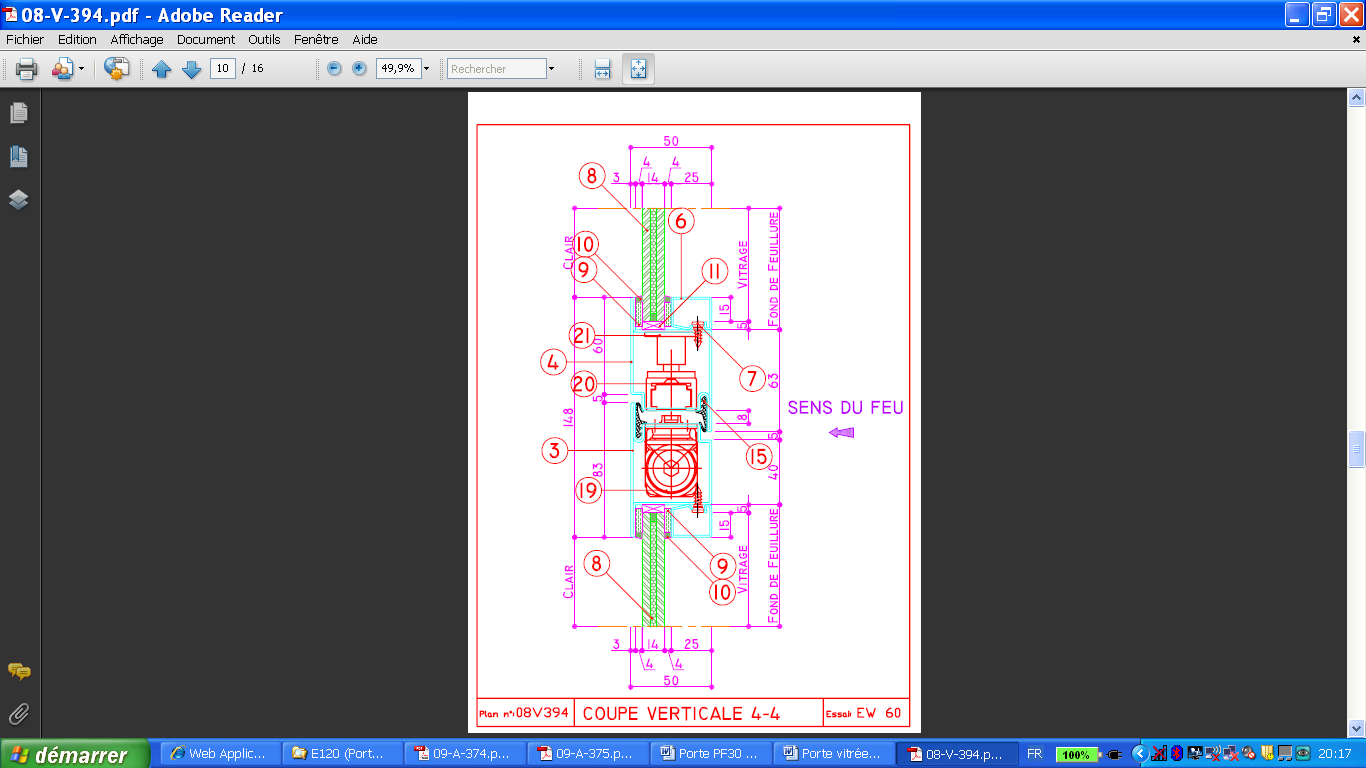 08-V-394.pdf - Adobe Reader
Fichier Edition Affichage Document Outils Fenêtre Aide
10 / 16 49,9% Rechercher
50
4 4
3 14 25
8
6
CLAIR
10
9
11
VITRAGE
FOND DE FEUILLURE
15
5
21
60
4
7
63
20
5
148
8
SENS DU FEU
5
3
15
83
40
19
5
15
9
VITRAGE
FOND DE FEUILLURE
8
CLAIR
10
3 14 25
4 4
50
Plan n°: 08V394 COUPE VERTICALE 4-4 Essai: EW 60
démarrer Web Applic... E120 (Port... 09-A-374.p... 09-A-375.p... Porte PF30 ... Porte vitrée... 08-V-394.p... FR 100% 20:17